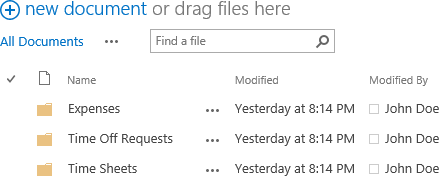 new document or drag files here
All Documents ••• Find a file
Name Modified Modified By
Expenses ••• Yesterday at 8:14 PM John Doe
Time Off Requests ••• Yesterday at 8:14 PM John Doe
Time Sheets ••• Yesterday at 8:14 PM John Doe